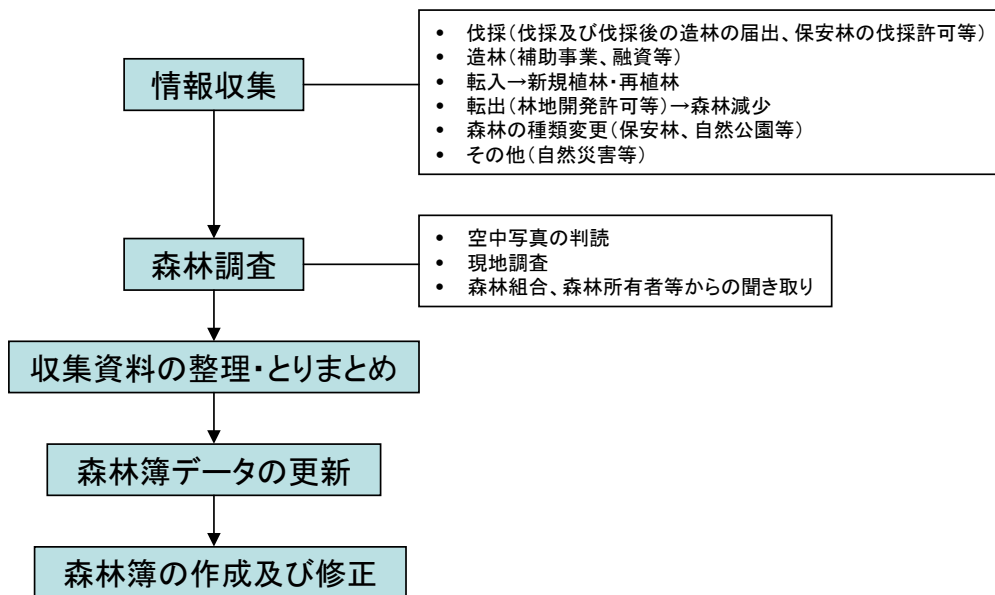 情報収集
• 伐採(伐採及び伐採後の造林の届出、保安林の伐採許可等)
• 造林(補助事業、融資等)
• 転入→新規植林・再植林
• 転出(林地開発許可等)→森林減少
• 森林の種類変更(保安林、自然公園等)
• その他(自然災害等)
森林調査
• 空中写真の判読
• 現地調査
• 森林組合、森林所有者等からの聞き取り
収集資料の整理・とりまとめ
森林簿データの更新
森林簿の作成及び修正